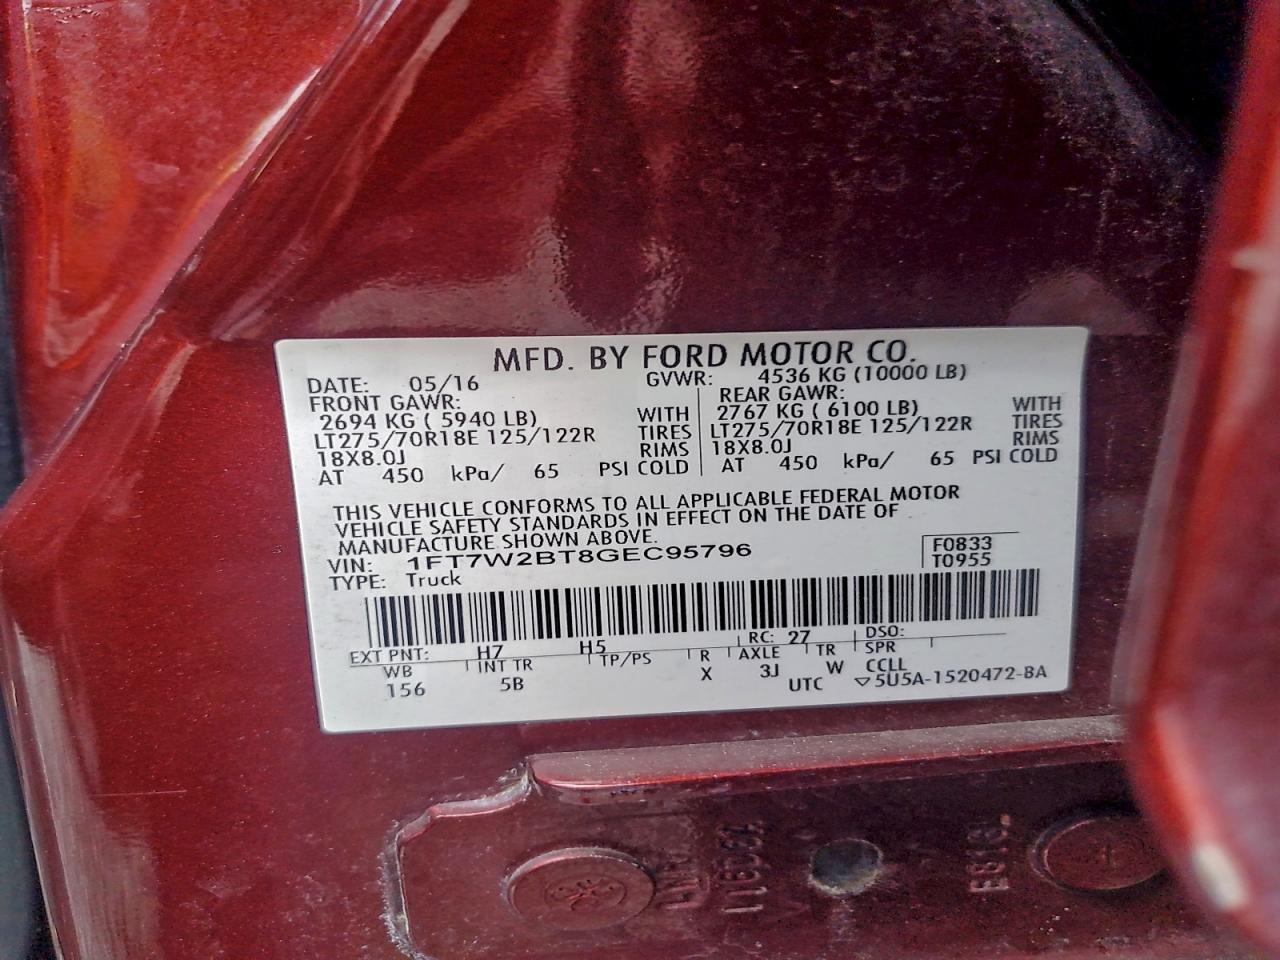 MFD. BY FORD MOTOR CO.
DATE: 05/16 GVWR: 4536 KG (10000 LB)
FRONT GAWR: REAR GAWR:
2694 KG ( 5940 LB) WITH 2767 KG ( 6100 LB) WITH
LT275/70R18E 125/122R TIRES LT275/70R18E 125/122R TIRES
18X8.0J RIMS 18X8.0J RIMS
AT 450 kPa/ 65 PSI COLD AT 450 kPa/ 65 PSI COLD
THIS VEHICLE CONFORMS TO ALL APPLICABLE FEDERAL MOTOR
VEHICLE SAFETY STANDARDS IN EFFECT ON THE DATE OF
MANUFACTURE SHOWN ABOVE.
VIN: 1FT7W2BT8GEC95796 F0833
TYPE: Truck T0955
EXT PNT: H7 H5 RC: 27 DSO:
WB INT TR TP/PS R AXLE TR SPR
156 5B X 3J W CCLL
UTC ▽5U5A-1520472-BA